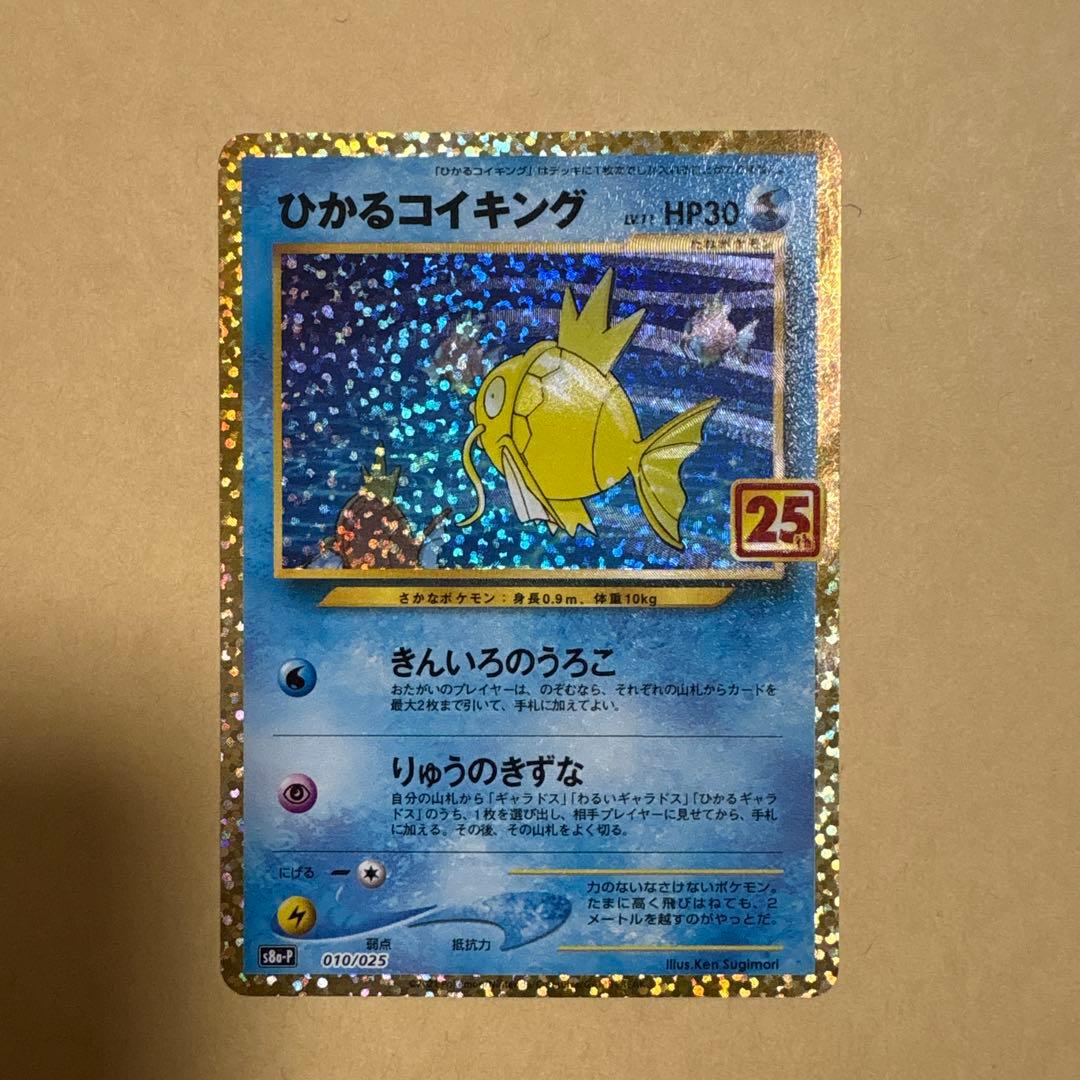 「ひかるコイキング」はデッキに1枚までしか入れ
ひかるコイキング LV.11 HP30
たねポケモン
25th
さかなポケモン：身長0.9m、体重10kg
きんいろのうろこ
おたがいのプレイヤーは、のぞむなら、それぞれの山札からカードを
最大2枚まで引いて、手札に加えてよい。
りゅうのきずな
自分の山札から「ギャラドス」「わるいギャラドス」「ひかるギャラ
ドス」のうち、1枚を選び出し、相手プレイヤーに見せてから、手札
に加える。その後、その山札をよく切る。
にげる
力のないなさけないポケモン。
たまに高く飛びはねても、2
メートルを越すのがやっとだ。
弱点 抵抗力
s8a-P 010/025
Illus.Ken Sugimori